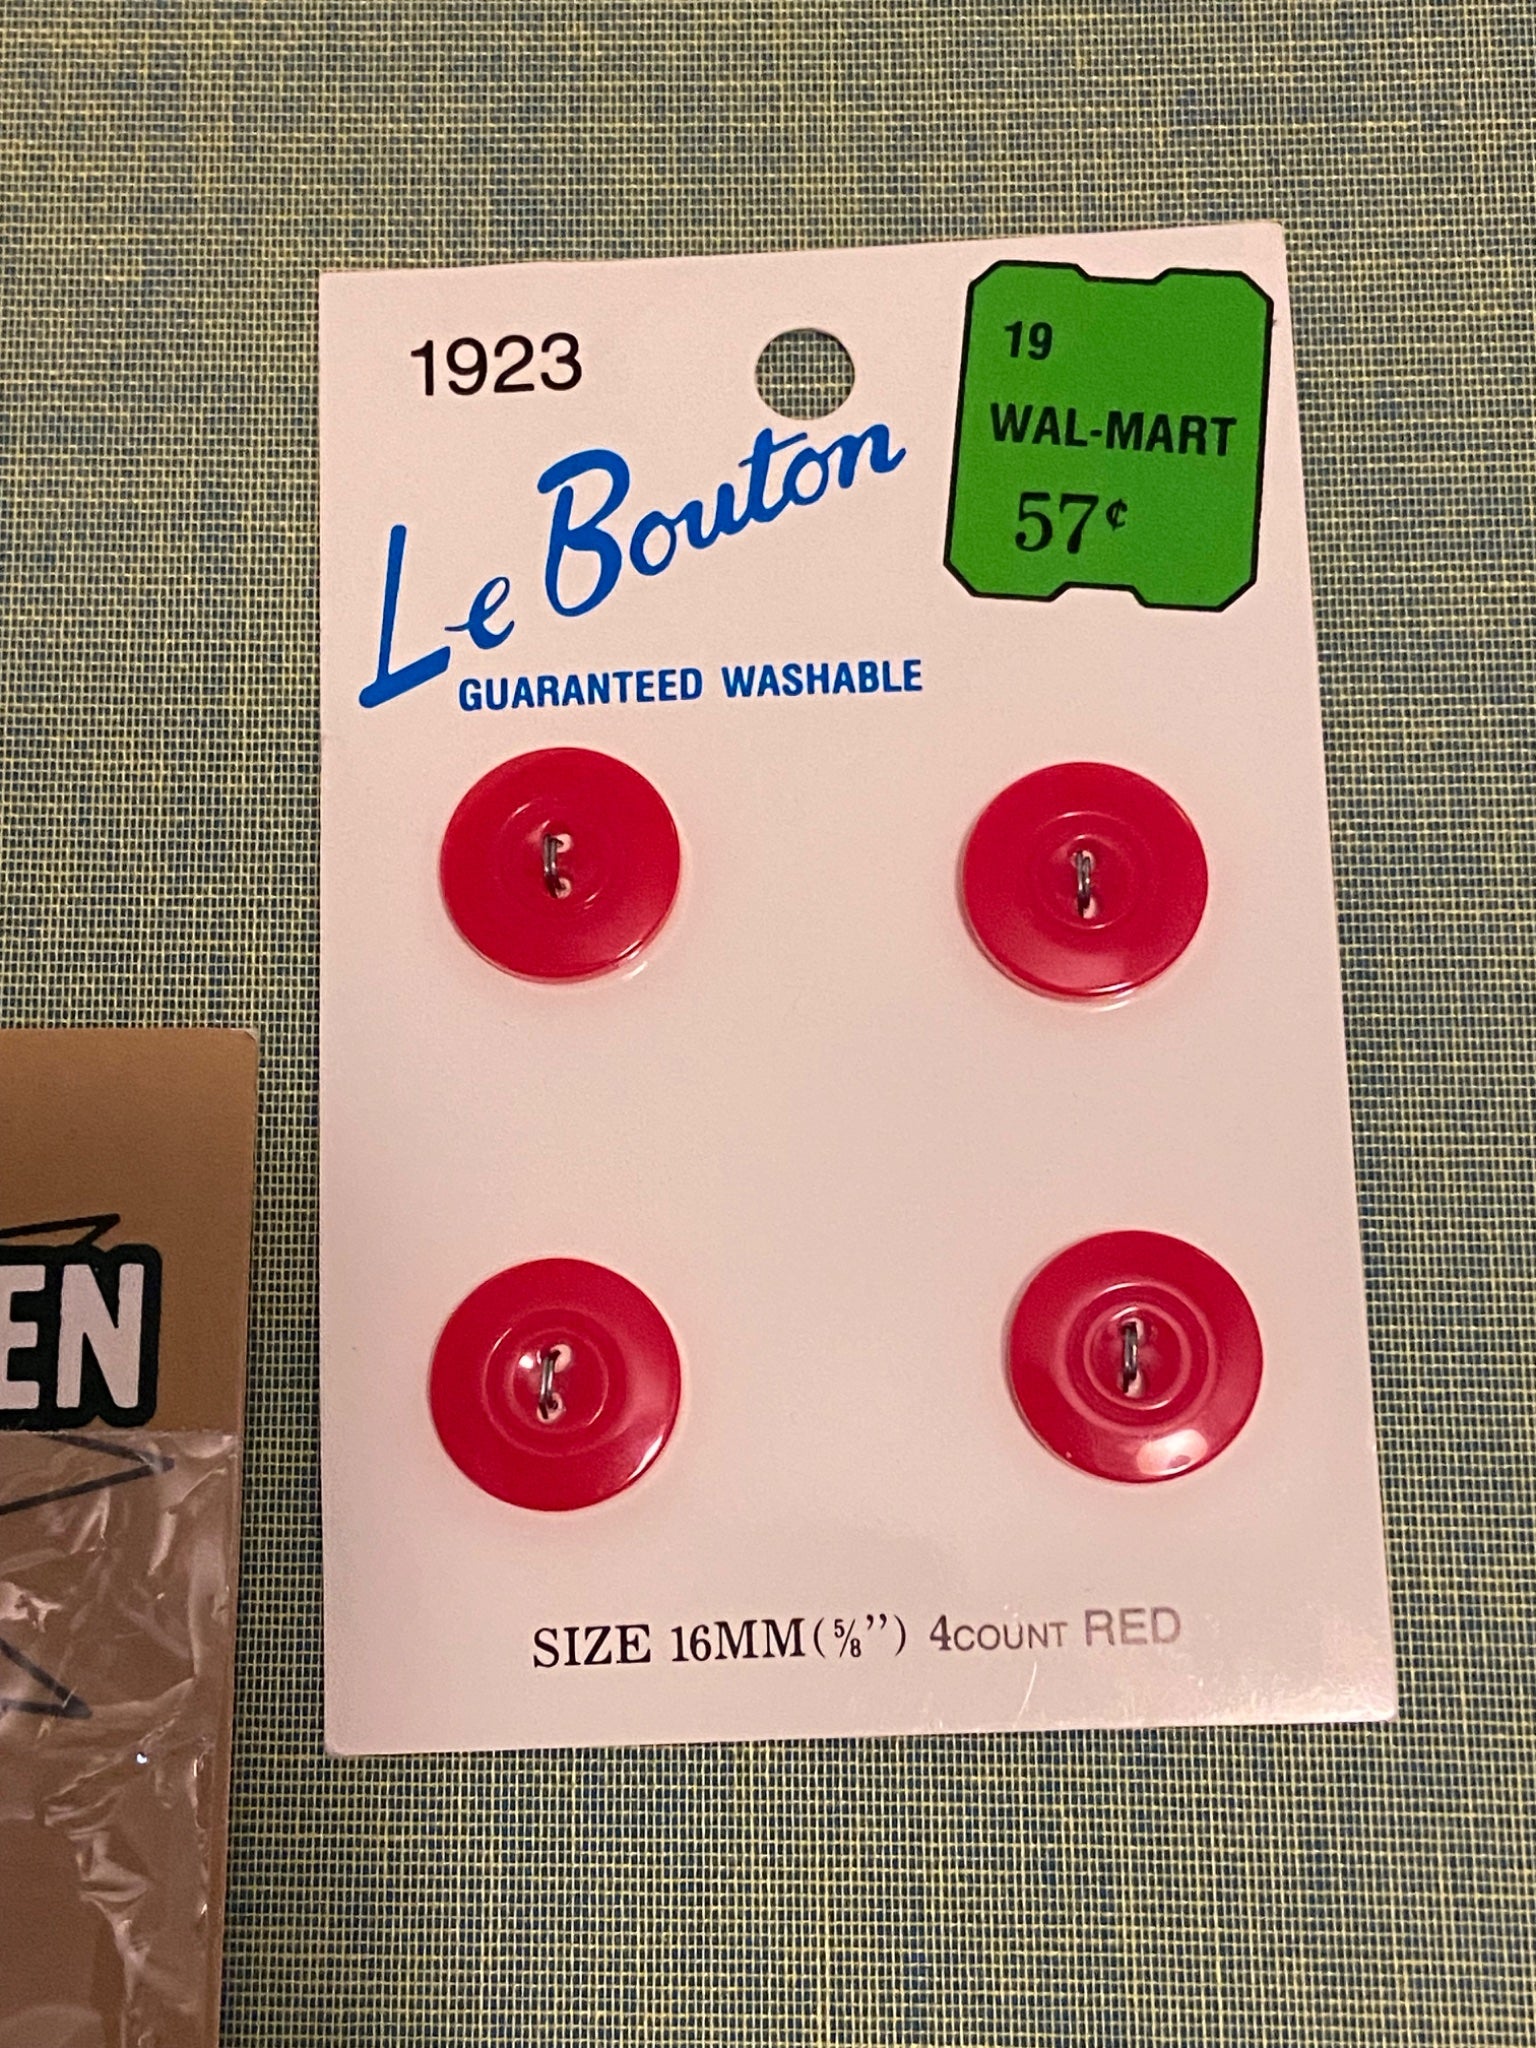 1923
19
WAL-MART
57¢
Le Bouton
GUARANTEED WASHABLE
EN
SIZE 16MM(⅝”) 4COUNT RED